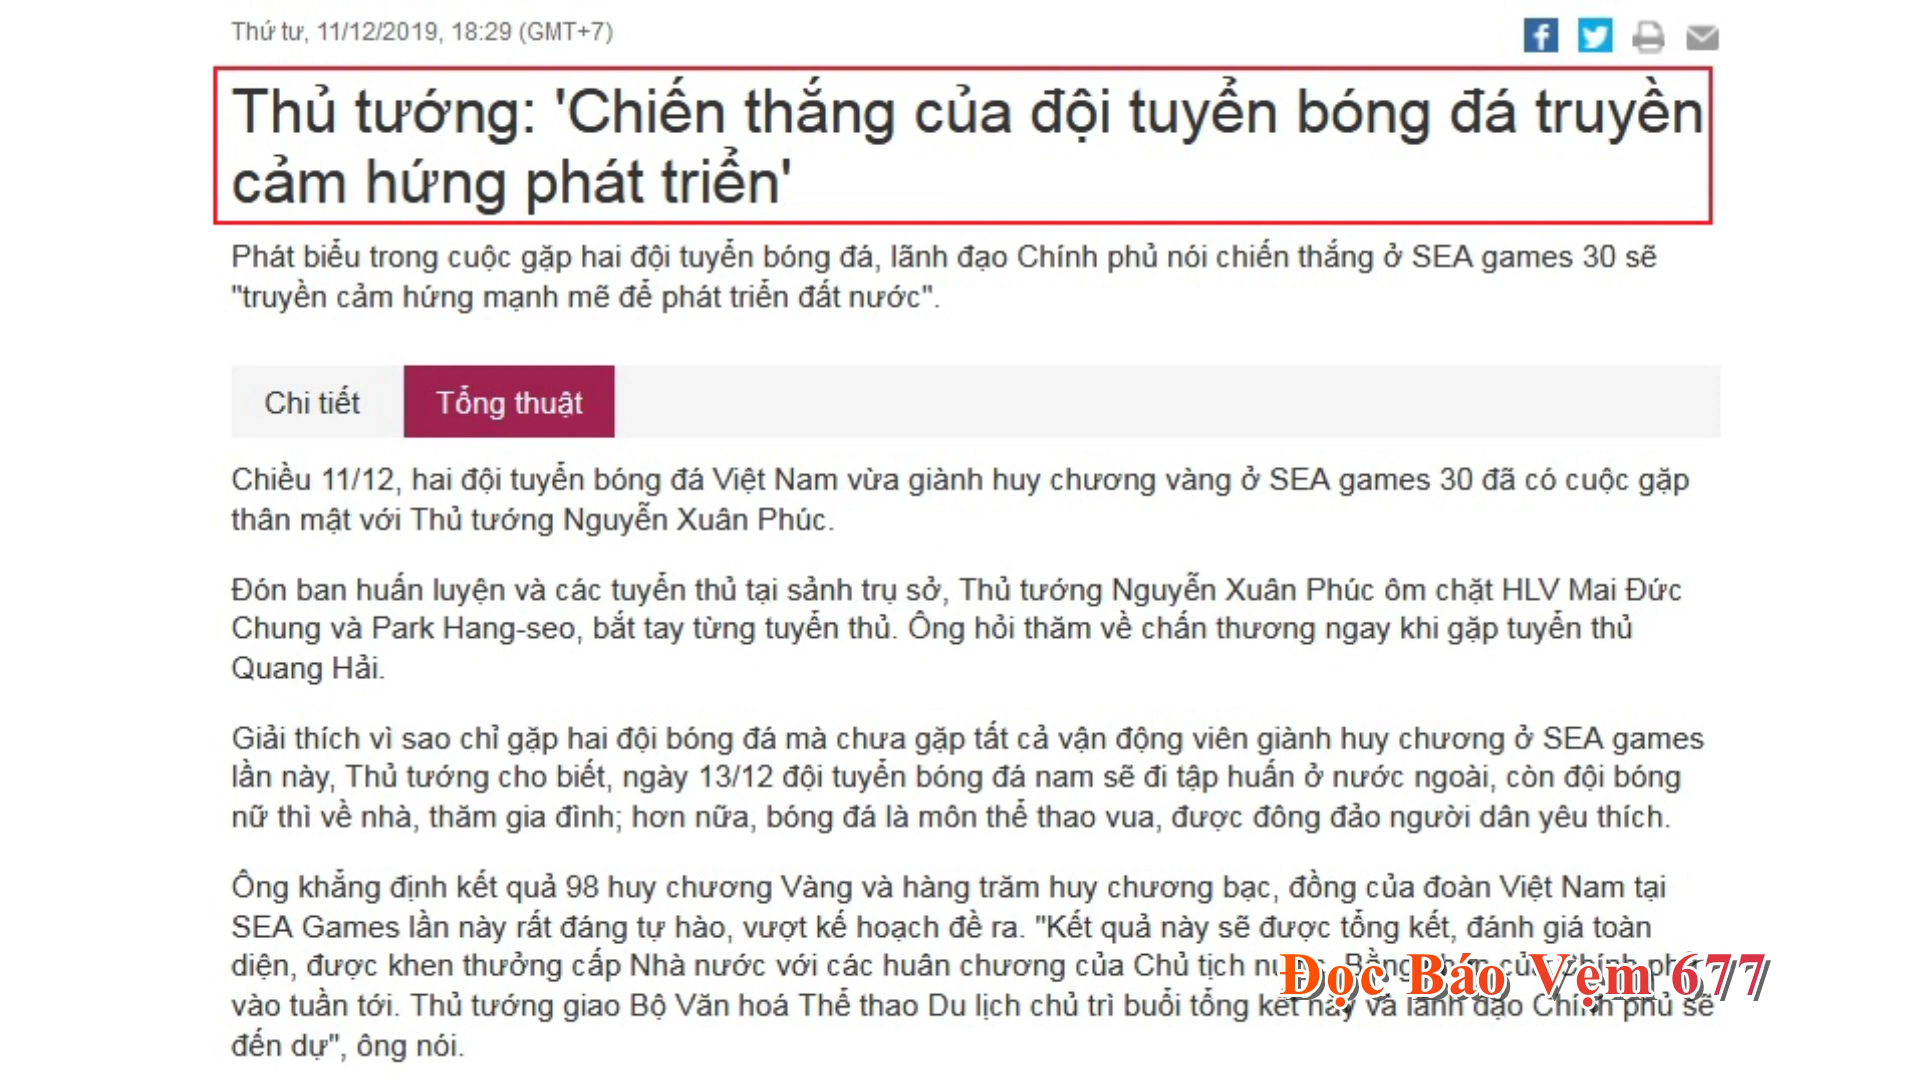 Thứ tư, 11/12/2019, 18:29 (GMT+7)
Thủ tướng: 'Chiến thắng của đội tuyển bóng đá truyền
cảm hứng phát triển'
Phát biểu trong cuộc gặp hai đội tuyển bóng đá, lãnh đạo Chính phủ nói chiến thắng ở SEA games 30 sẽ
"truyền cảm hứng mạnh mẽ để phát triển đất nước".
Chi tiết Tổng thuật
Chiều 11/12, hai đội tuyển bóng đá Việt Nam vừa giành huy chương vàng ở SEA games 30 đã có cuộc gặp
thân mật với Thủ tướng Nguyễn Xuân Phúc.
Đón ban huấn luyện và các tuyển thủ tại sảnh trụ sở, Thủ tướng Nguyễn Xuân Phúc ôm chặt HLV Mai Đức
Chung và Park Hang-seo, bắt tay từng tuyển thủ. Ông hỏi thăm về chấn thương ngay khi gặp tuyển thủ
Quang Hải.
Giải thích vì sao chỉ gặp hai đội bóng đá mà chưa gặp tất cả vận động viên giành huy chương ở SEA games
lần này, Thủ tướng cho biết, ngày 13/12 đội tuyển bóng đá nam sẽ đi tập huấn ở nước ngoài, còn đội bóng
nữ thì về nhà, thăm gia đình; hơn nữa, bóng đá là môn thể thao vua, được đông đảo người dân yêu thích.
Ông khẳng định kết quả 98 huy chương Vàng và hàng trăm huy chương bạc, đồng của đoàn Việt Nam tại
SEA Games lần này rất đáng tự hào, vượt kế hoạch đề ra. "Kết quả này sẽ được tổng kết, đánh giá toàn
diện, được khen thưởng cấp Nhà nước với các huân chương của Chủ tịch của Chính
vào tuần tới. Thủ tướng giao Bộ Văn hoá Thể thao Du lịch chủ trì buổi tổng kết này và lãnh đạo Chính phủ sẽ
đến dự", ông nói.
Đọc Báo Vẹm 677